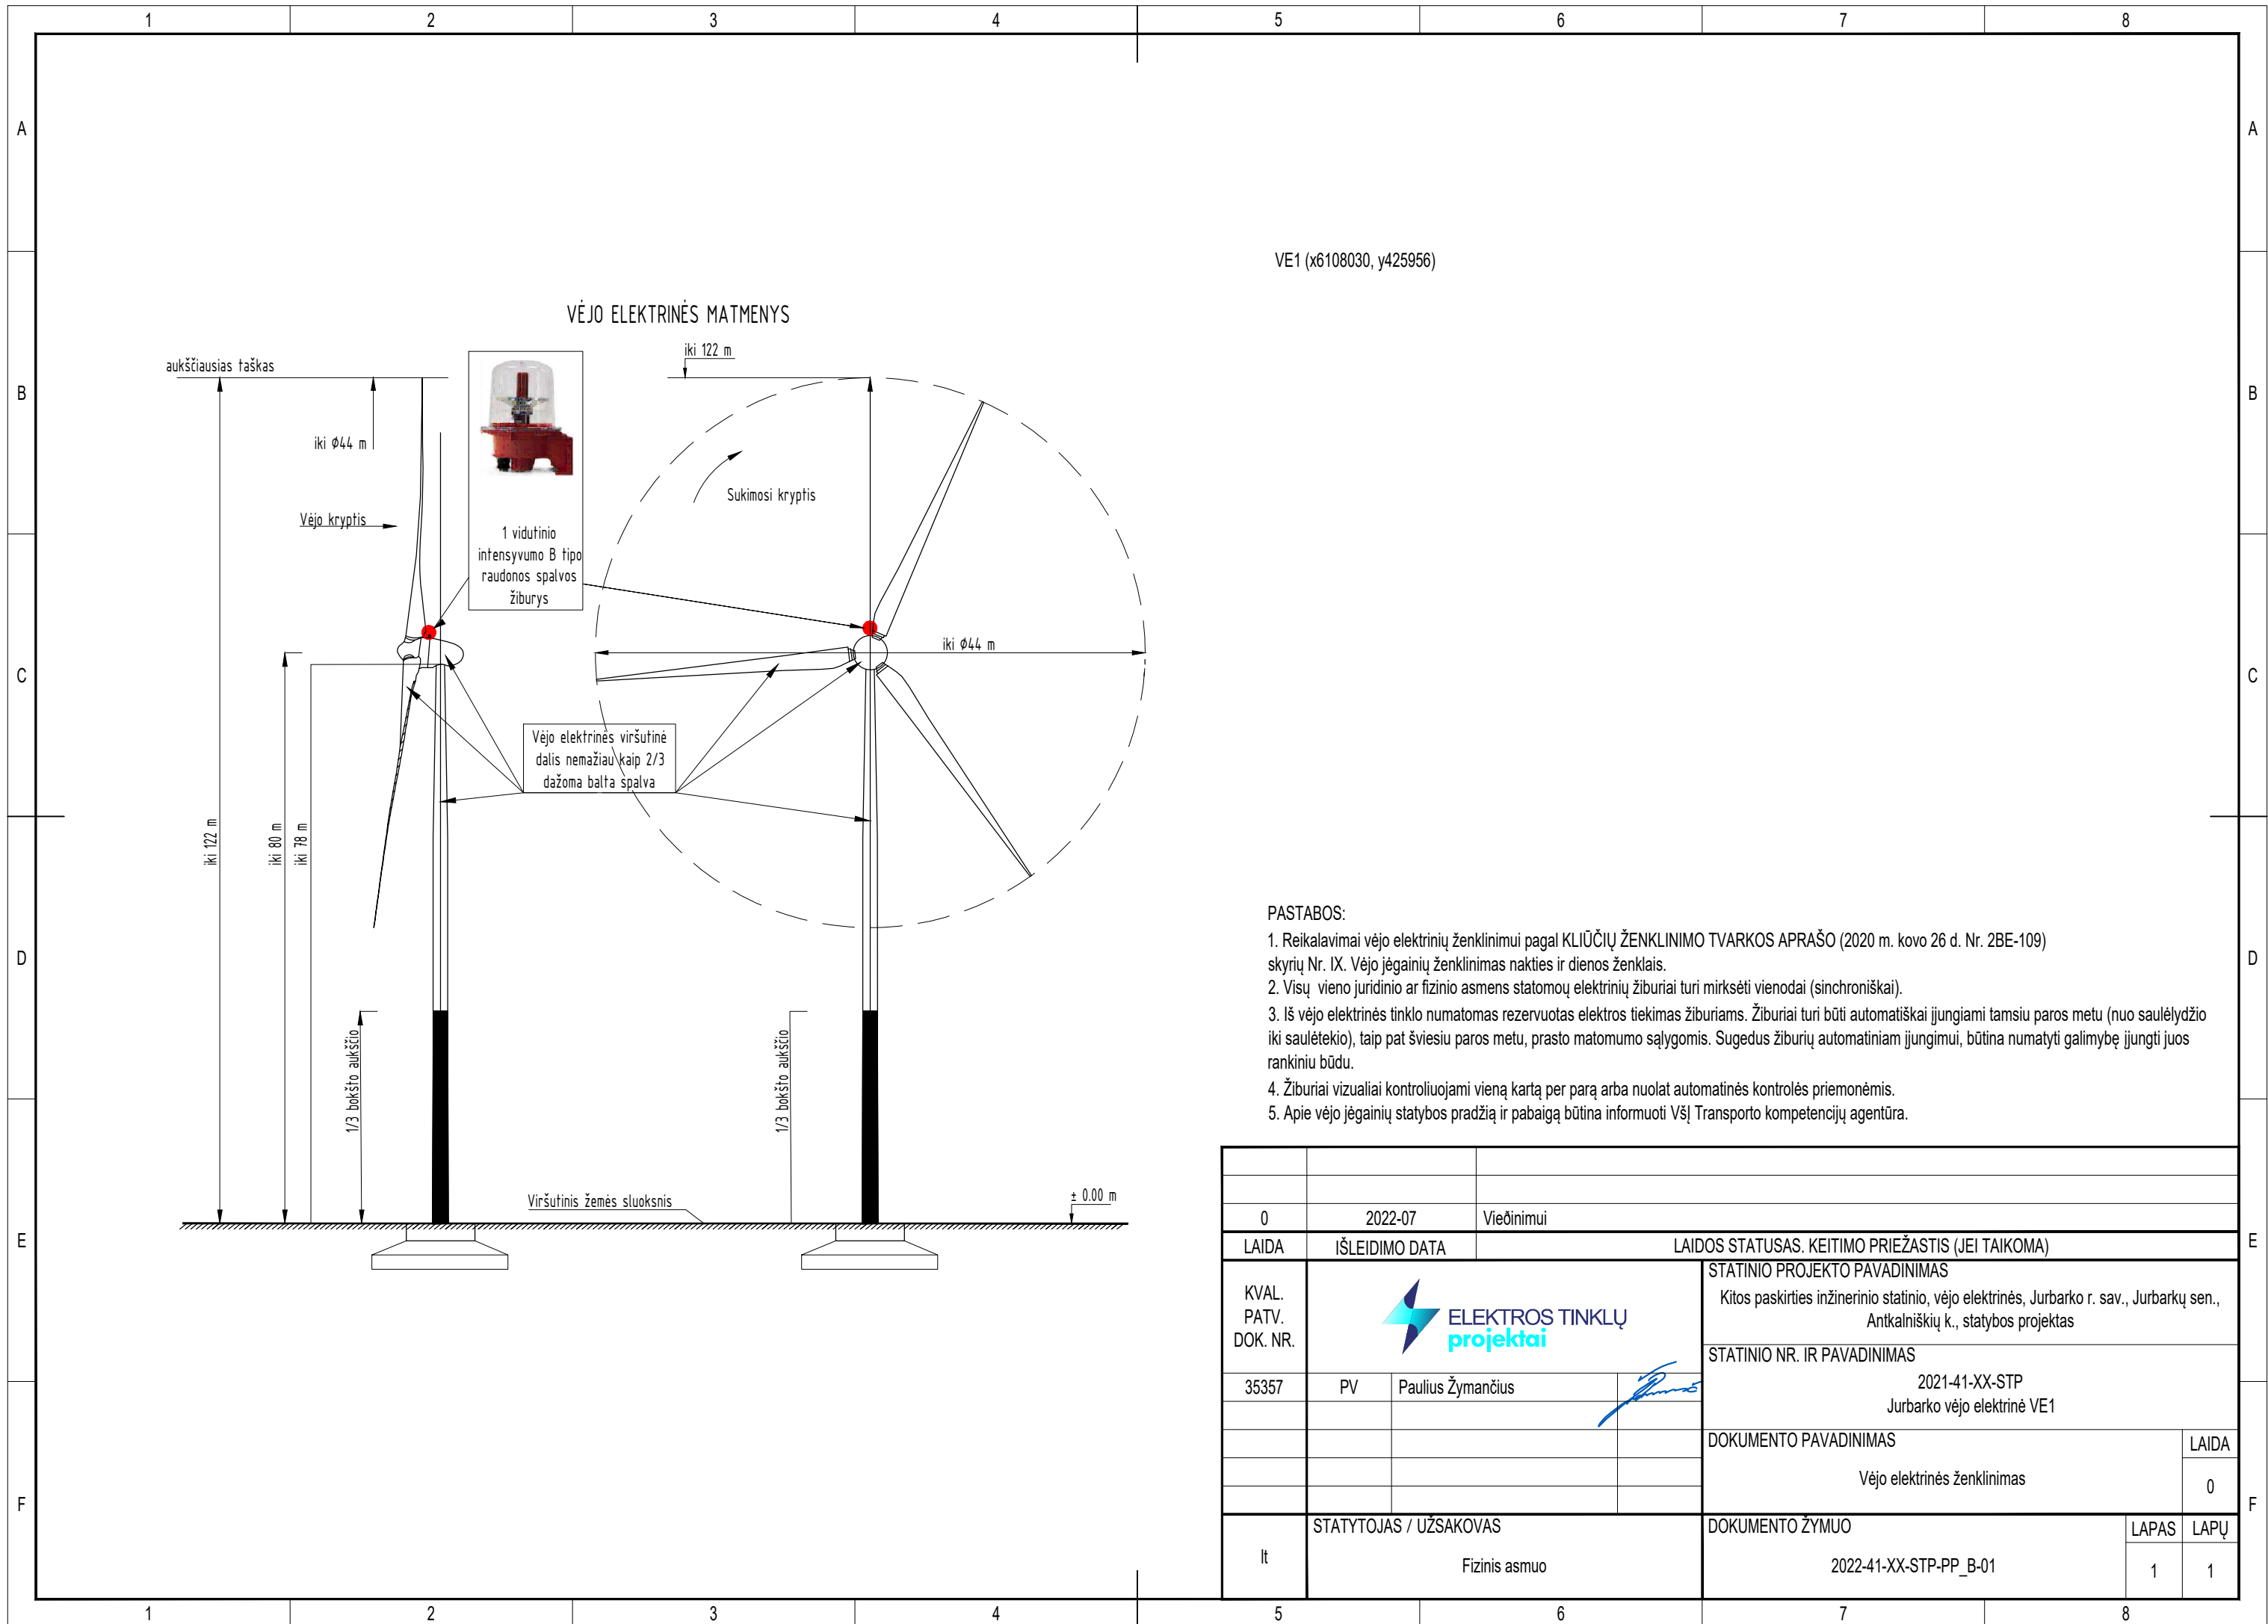 1 2 3 4 5 6 7 8
A A
B B
C C
D D
E E
F F
VE1 (x6108030, y425956)
VĖJO ELEKTRINĖS MATMENYS
aukščiausias taškas
iki 122 m
iki Ø44 m
Vėjo kryptis
1 vidutinio
intensyvumo B tipo
raudonos spalvos
žiburys
Sukimosi kryptis
iki Ø44 m
Vėjo elektrinės viršutinė
dalis nemažiau kaip 2/3
dažoma balta spalva
iki 122 m
iki 80 m
iki 78 m
1/3 bokšto aukščio
1/3 bokšto aukščio
Viršutinis žemės sluoksnis
± 0.00 m
PASTABOS:
1. Reikalavimai vėjo elektrinių ženklinimui pagal KLIŪČIŲ ŽENKLINIMO TVARKOS APRAŠO (2020 m. kovo 26 d. Nr. 2BE-109)
skyrių Nr. IX. Vėjo jėgainių ženklinimas nakties ir dienos ženklais.
2. Visų vieno juridinio ar fizinio asmens statomų elektrinių žiburiai turi mirksėti vienodai (sinchroniškai).
3. Iš vėjo elektrinės tinklo numatomas rezervuotas elektros tiekimas žiburiams. Žiburiai turi būti automatiškai įjungiami tamsiu paros metu (nuo saulėlydžio
iki saulėtekio), taip pat šviesiu paros metu, prasto matomumo sąlygomis. Sugedus žiburių automatiniam įjungimui, būtina numatyti galimybę įjungti juos
rankiniu būdu.
4. Žiburiai vizualiai kontroliuojami vieną kartą per parą arba nuolat automatinės kontrolės priemonėmis.
5. Apie vėjo jėgainių statybos pradžią ir pabaigą būtina informuoti VšĮ Transporto kompetencijų agentūra.
0 2022-07 Vieðinimui
LAIDA IŠLEIDIMO DATA LAIDOS STATUSAS. KEITIMO PRIEŽASTIS (JEI TAIKOMA)
KVAL.
PATV.
DOK. NR.
ELEKTROS TINKLŲ
projektai
STATINIO PROJEKTO PAVADINIMAS
Kitos paskirties inžinerinio statinio, vėjo elektrinės, Jurbarko r. sav., Jurbarkų sen.,
Antkalniškių k., statybos projektas
STATINIO NR. IR PAVADINIMAS
2021-41-XX-STP
Jurbarko vėjo elektrinė VE1
35357 PV Paulius Žymančius
DOKUMENTO PAVADINIMAS LAIDA
Vėjo elektrinės ženklinimas 0
STATYTOJAS / UŽSAKOVAS DOKUMENTO ŽYMUO LAPAS LAPŲ
lt Fizinis asmuo 2022-41-XX-STP-PP_B-01 1 1
1 2 3 4 5 6 7 8